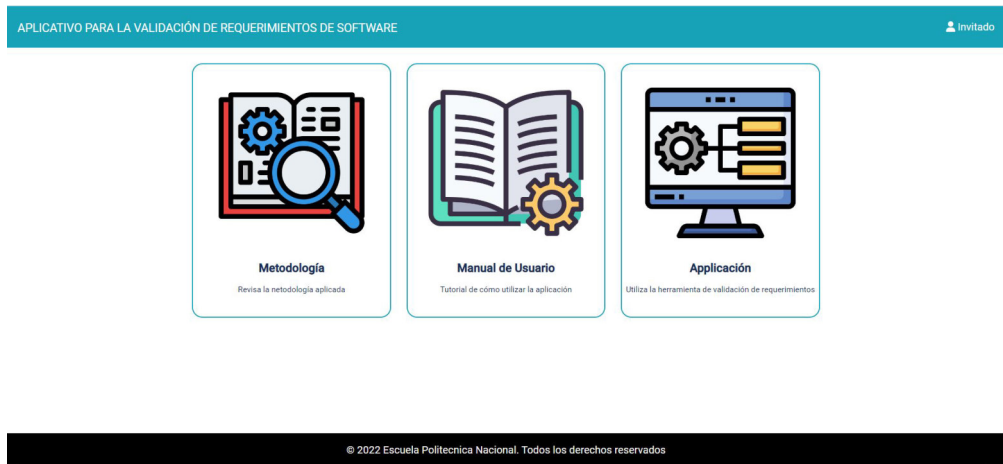 APLICATIVO PARA LA VALIDACIÓN DE REQUERIMIENTOS DE SOFTWARE
Invitado
Metodología
Revisa la netodología aplicada
Manual de Usuario
Tutorial de cómo utilizar la aplicación
Applicación
Utiliza la herramienta de validación de requerimientos
© 2022 Escuela Politecnica Nacional. Todos los derechos reservados